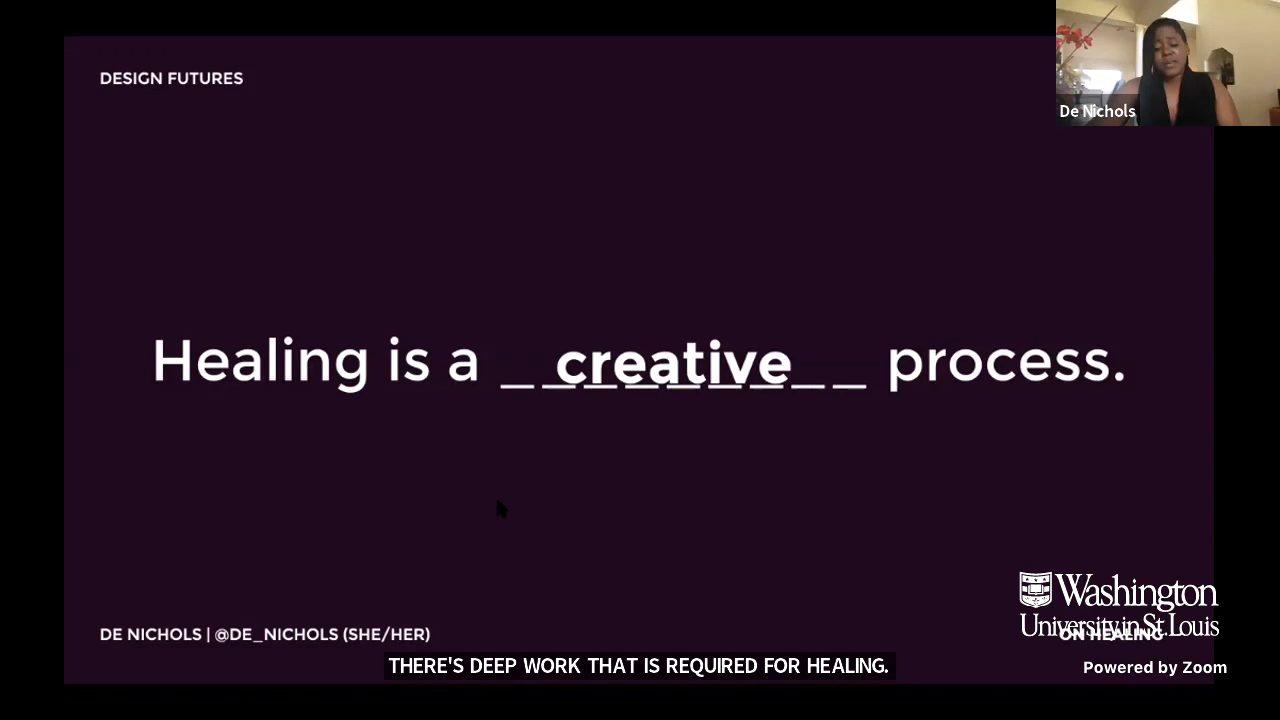 DESIGN FUTURES
De Nichols
Healing is a _ _ creative _ _ process.
Washington
University in St. Louis
DE NICHOLS | @DE_NICHOLS (SHE/HER)
ON HEALING
THERE'S DEEP WORK THAT IS REQUIRED FOR HEALING.
Powered by Zoom